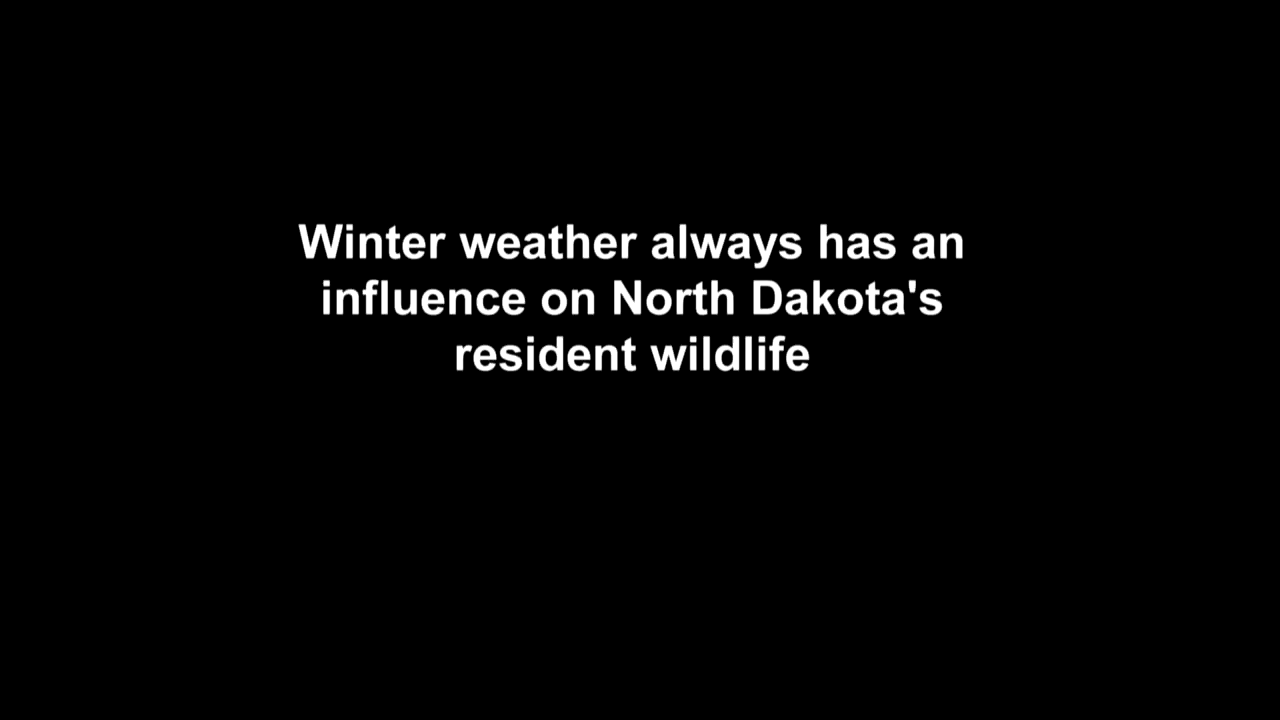 Winter weather always has an
influence on North Dakota's
resident wildlife